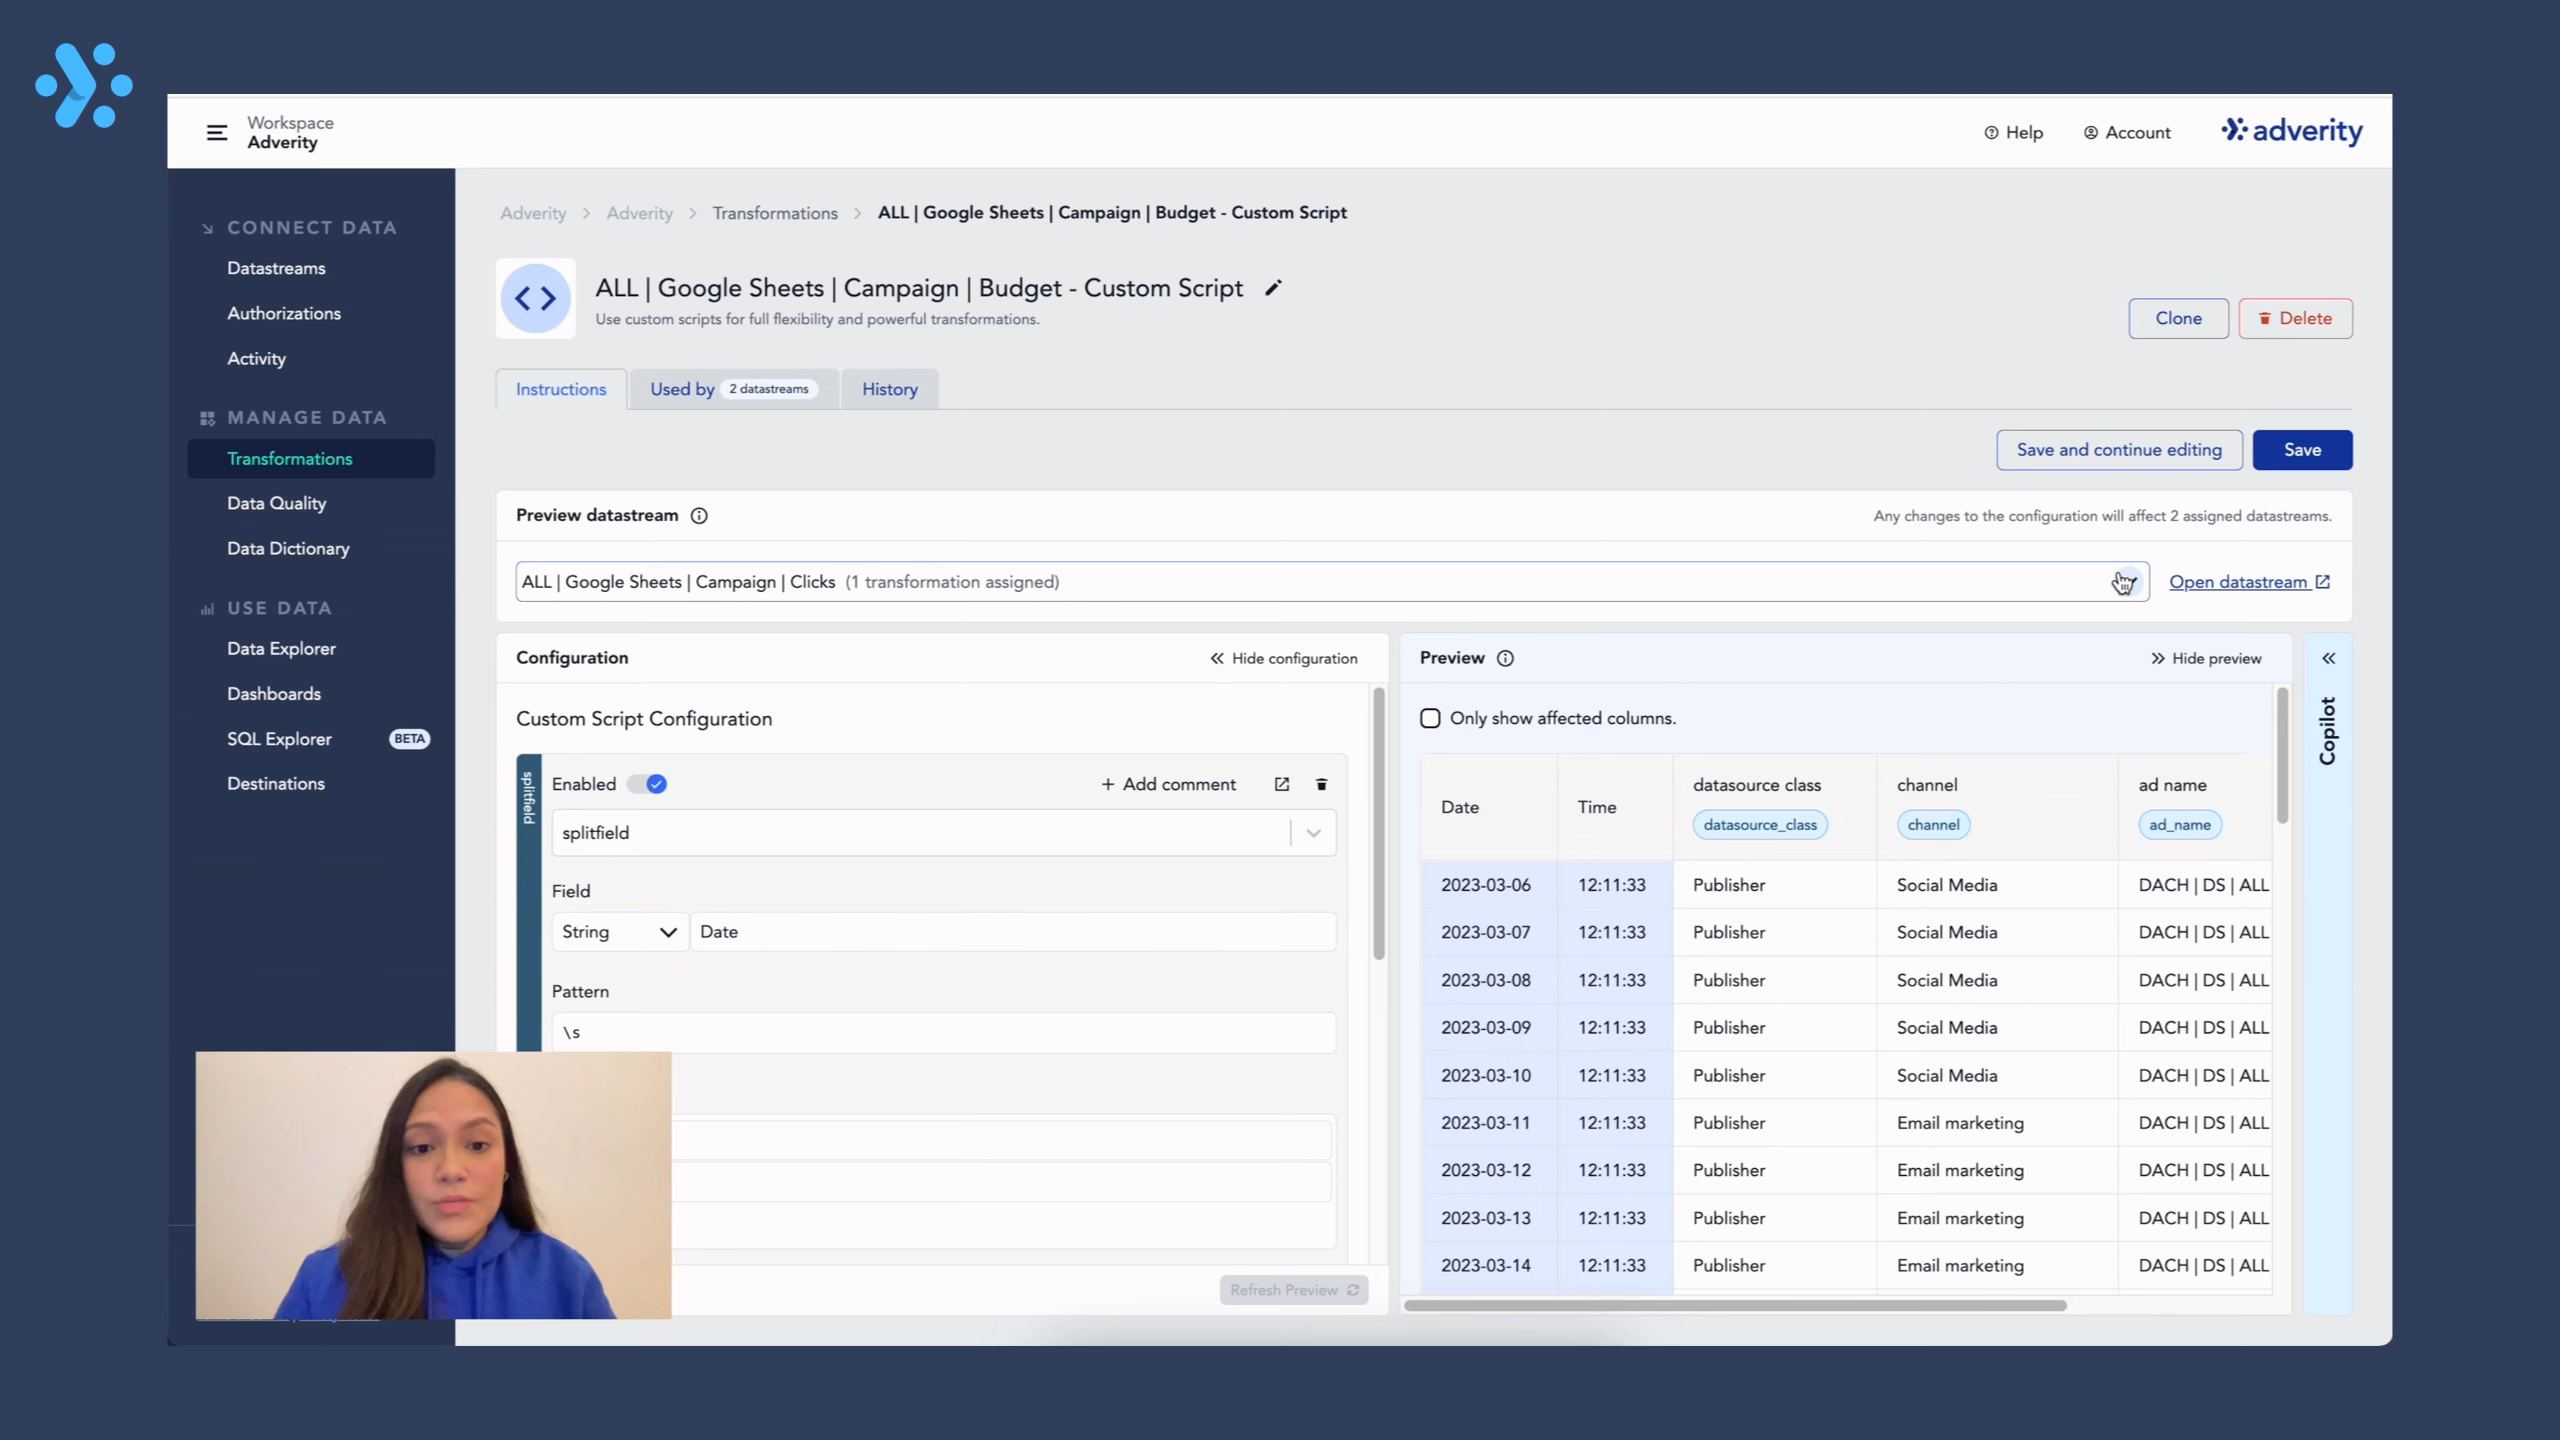 Workspace
Adverity
Help
Account
adverity
CONNECT DATA
Datastreams
Authorizations
Activity
MANAGE DATA
Transformations
Data Quality
Data Dictionary
USE DATA
Data Explorer
Dashboards
SQL Explorer BETA
Destinations
Adverity > Adverity > Transformations > ALL | Google Sheets | Campaign | Budget - Custom Script
ALL | Google Sheets | Campaign | Budget - Custom Script
Use custom scripts for full flexibility and powerful transformations.
Clone
Delete
Instructions
Used by 2 datastreams
History
Save and continue editing
Save
Preview datastream
Any changes to the configuration will affect 2 assigned datastreams.
ALL | Google Sheets | Campaign | Clicks (1 transformation assigned)
Open datastream
Configuration
Hide configuration
Custom Script Configuration
splitfield
Enabled
+ Add comment
splitfield
Field
String
Date
Pattern
\s
Refresh Preview
Preview
Hide preview
Only show affected columns.
Date Time datasource class channel ad name
datasource_class channel ad_name
2023-03-06 12:11:33 Publisher Social Media DACH | DS | ALL
2023-03-07 12:11:33 Publisher Social Media DACH | DS | ALL
2023-03-08 12:11:33 Publisher Social Media DACH | DS | ALL
2023-03-09 12:11:33 Publisher Social Media DACH | DS | ALL
2023-03-10 12:11:33 Publisher Social Media DACH | DS | ALL
2023-03-11 12:11:33 Publisher Email marketing DACH | DS | ALL
2023-03-12 12:11:33 Publisher Email marketing DACH | DS | ALL
2023-03-13 12:11:33 Publisher Email marketing DACH | DS | ALL
2023-03-14 12:11:33 Publisher Email marketing DACH | DS | ALL
Copilot